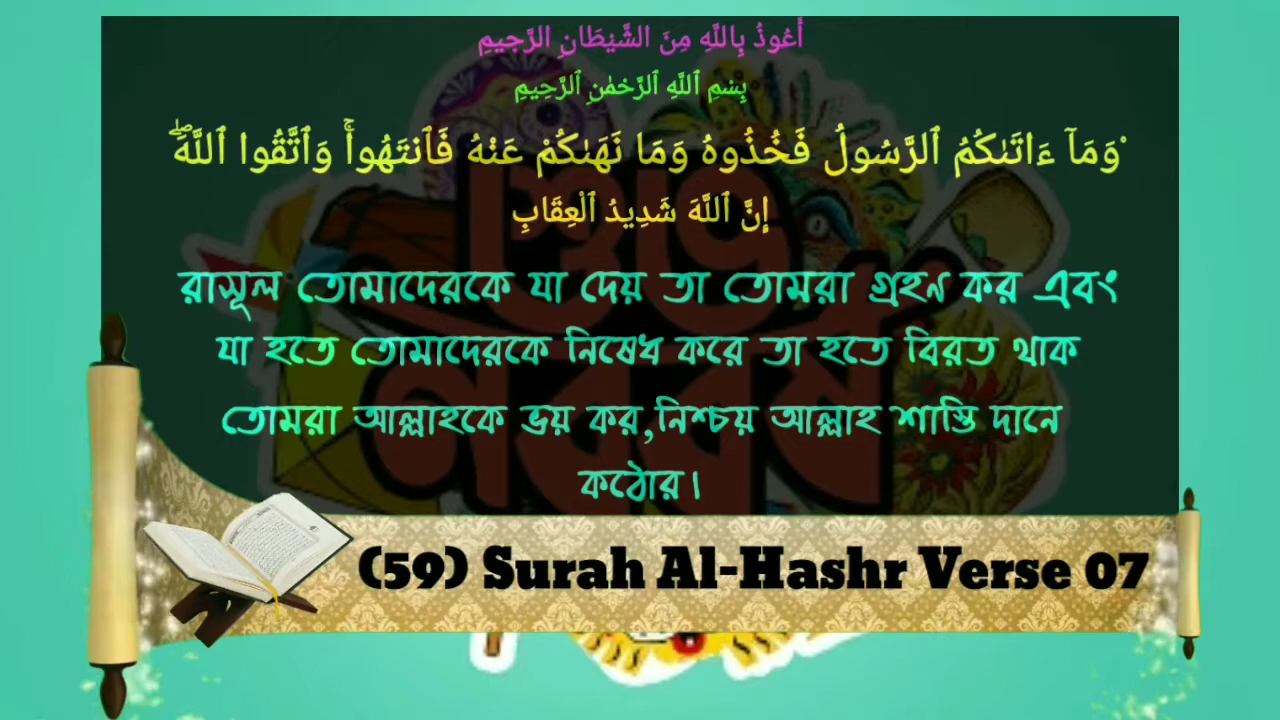 أَعُوذُ بِاللَّهِ مِنَ الشَّيْطَانِ الرَّجِيمِ
بِسْمِ ٱللَّهِ ٱلرَّحْمَٰنِ ٱلرَّحِيمِ
وَمَآ ءَاتَىٰكُمُ ٱلرَّسُولُ فَخُذُوهُ وَمَا نَهَىٰكُمْ عَنْهُ فَٱنتَهُوا۟ۚ وَٱتَّقُوا ٱللَّهَۖ
إِنَّ ٱللَّهَ شَدِيدُ ٱلْعِقَابِ
রাসূল তোমাদেরকে যা দেয় তা তোমরা গ্রহণ কর এবং
যা হতে তোমাদেরকে নিষেধ করে তা হতে বিরত থাক
তোমরা আল্লাহকে ভয় কর,নিশ্চয় আল্লাহ শাস্তি দানে
কঠোর।
শুভ
নববর্ষ
(59) Surah Al-Hashr Verse 07